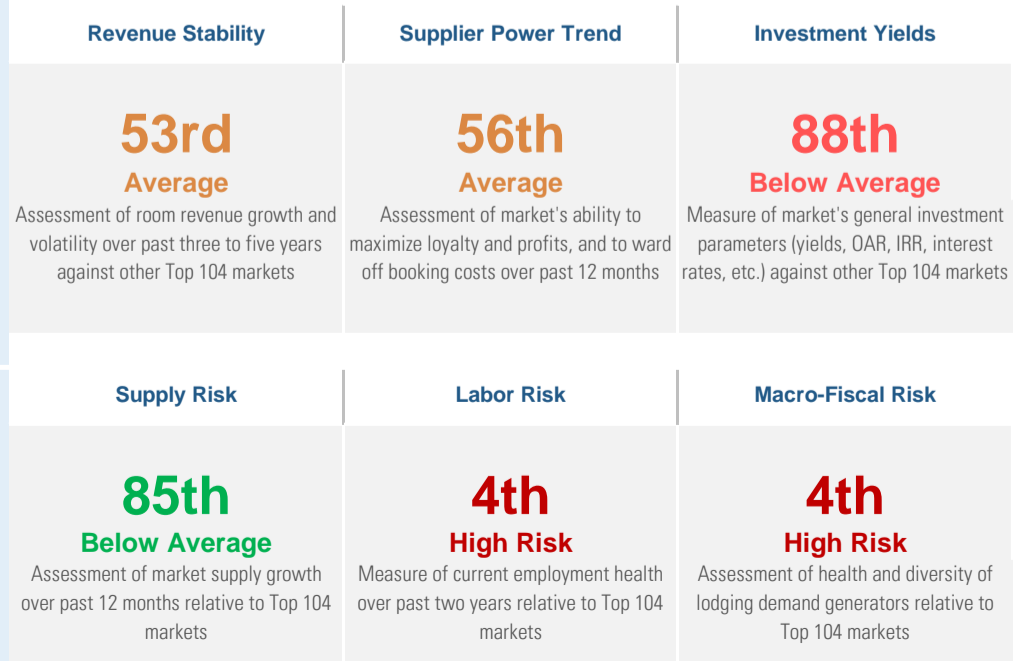 Revenue Stability
Supplier Power Trend
Investment Yields
53rd
Average
Assessment of room revenue growth and
volatility over past three to five years
against other Top 104 markets
56th
Average
Assessment of market's ability to
maximize loyalty and profits, and to ward
off booking costs over past 12 months
88th
Below Average
Measure of market's general investment
parameters (yields, OAR, IRR, interest
rates, etc.) against other Top 104 markets
Supply Risk
Labor Risk
Macro-Fiscal Risk
85th
Below Average
Assessment of market supply growth
over past 12 months relative to Top 104
markets
4th
High Risk
Measure of current employment health
over past two years relative to Top 104
markets
4th
High Risk
Assessment of health and diversity of
lodging demand generators relative to
Top 104 markets